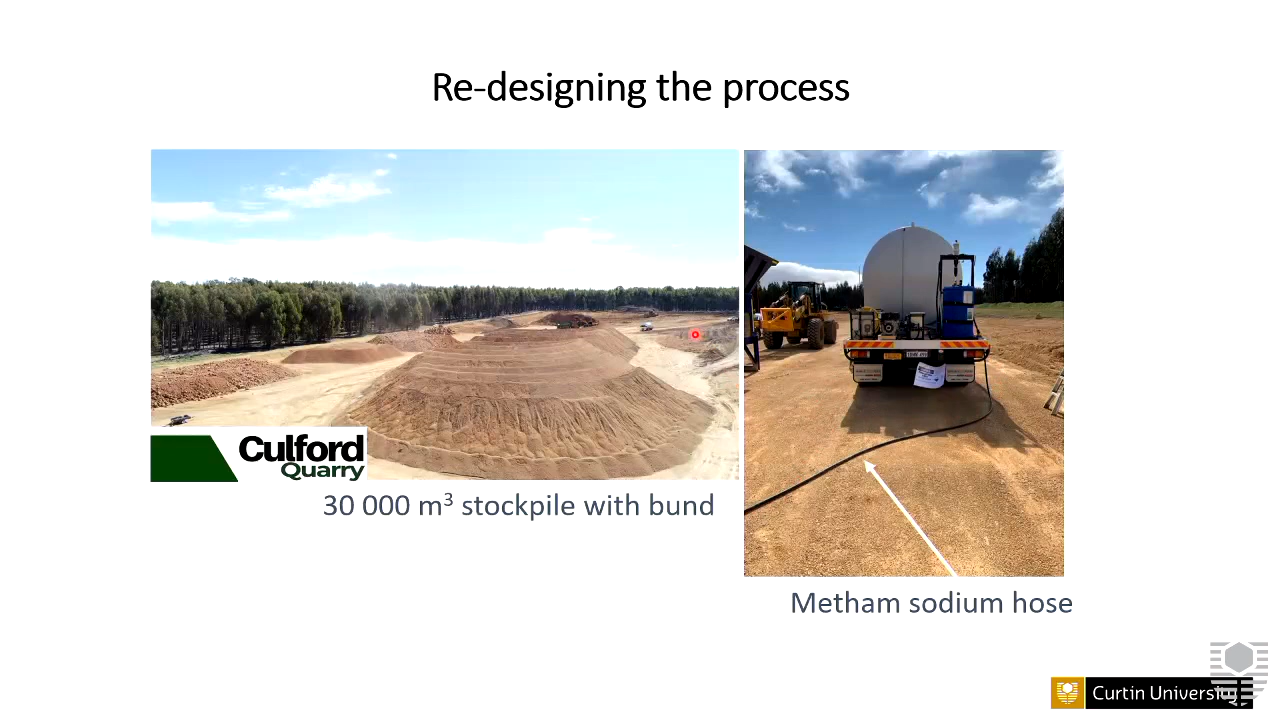 Re-designing the process
Culford
Quarry
30 000 m³ stockpile with bund
Metham sodium hose
Curtin University